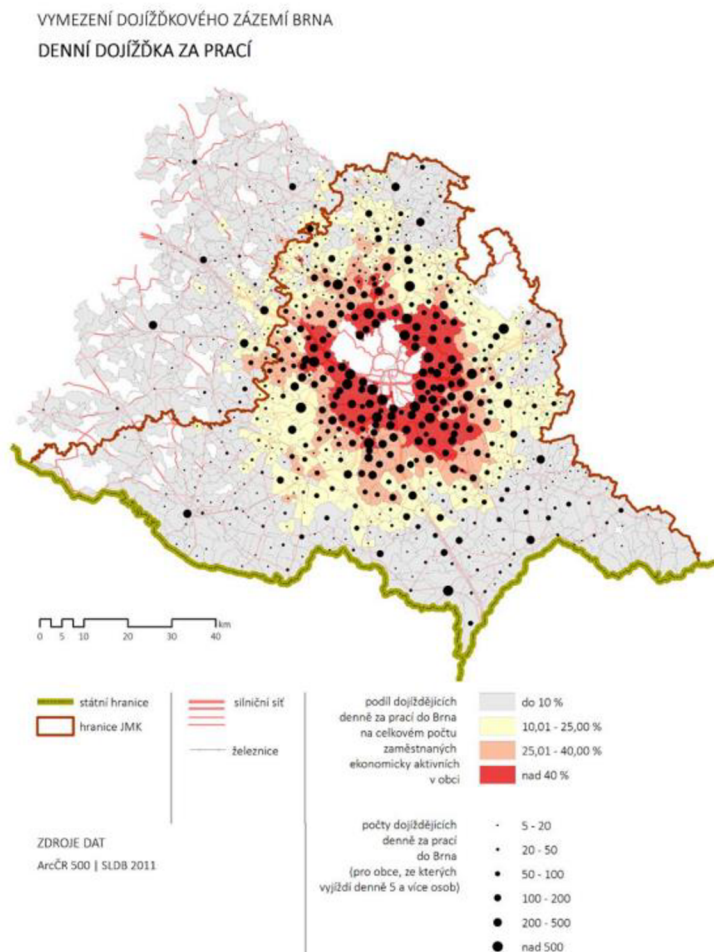 VYMEZENÍ DOJÍŽĎKOVÉHO ZÁZEMÍ BRNA
DENNÍ DOJÍŽĎKA ZA PRACÍ
km
0 5 10 20 30 40
státní hranice
hranice JMK
silniční síť
železnice
podíl dojíždějících
denně za prací do Brna
na celkovém počtu
zaměstnaných
ekonomicky aktivních
v obci
do 10 %
10,01 - 25,00 %
25,01 - 40,00 %
nad 40 %
ZDROJE DAT
ArcČR 500 | SLDB 2011
počty dojíždějících
denně za prací
do Brna
(pro obce, ze kterých
vyjíždí denně 5 a více osob)
5 - 20
20 - 50
50 - 100
100 - 200
200 - 500
nad 500